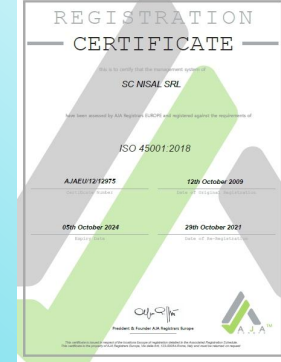 REGISTRATION
CERTIFICATE
this is to certify that the management system of
SC NISAL SRL
have been assessed by AJA Registrars EUROPE and registered against the requirements of
ISO 45001:2018
AJAEU/12/12975
12th October 2009
Certificate Number
Date of Original Registration
05th October 2024
29th October 2021
Expiry Date
Date of Re-Registration
President & Founder AJA Registrars Europe
AJA